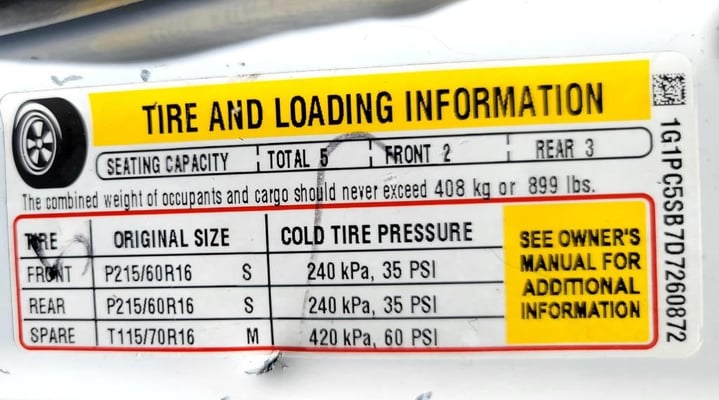 TIRE AND LOADING INFORMATION
SEATING CAPACITY TOTAL 5 FRONT 2 REAR 3
The combined weight of occupants and cargo should never exceed 408 kg or 899 lbs.
TIRE ORIGINAL SIZE COLD TIRE PRESSURE
FRONT P215/60R16 S 240 kPa, 35 PSI
REAR P215/60R16 S 240 kPa, 35 PSI
SPARE T115/70R16 M 420 kPa, 60 PSI
SEE OWNER'S
MANUAL FOR
ADDITIONAL
INFORMATION
1G1PC5SB7D7260872